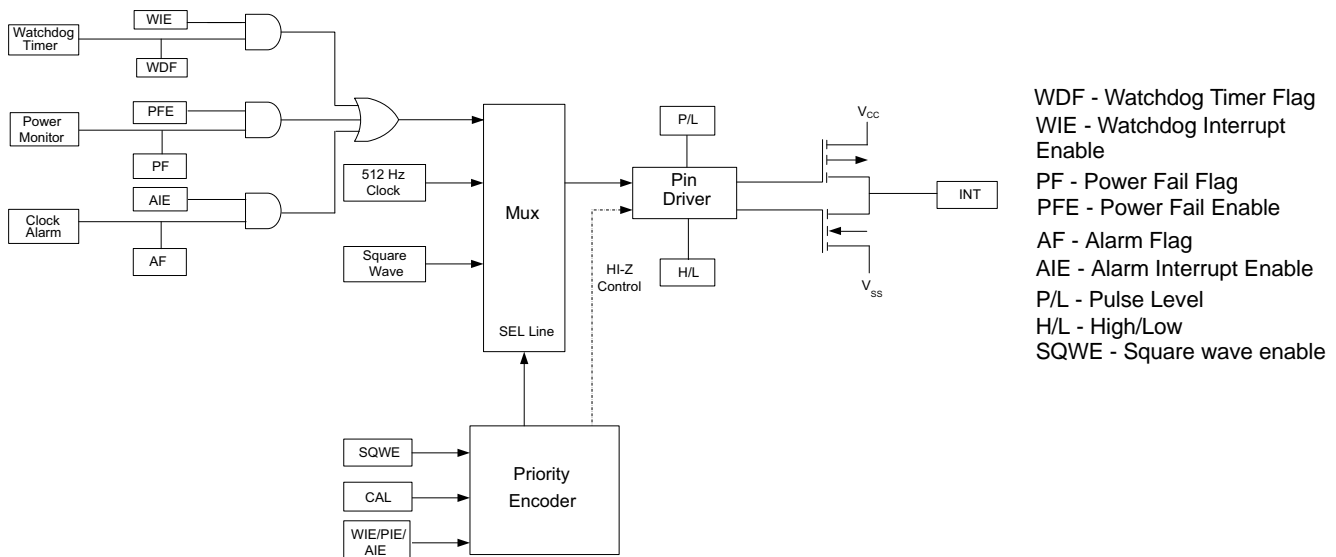 WIE
Watchdog
Timer
WDF
PFE
Power
Monitor
PF
AIE
Clock
Alarm
AF
512 Hz
Clock
Square
Wave
Mux
SEL Line
P/L
Pin
Driver
H/L
HI-Z
Control
VCC
VSS
INT
SQWE
CAL
WIE/PIE/
AIE
Priority
Encoder
WDF - Watchdog Timer Flag
WIE - Watchdog Interrupt
Enable
PF - Power Fail Flag
PFE - Power Fail Enable
AF - Alarm Flag
AIE - Alarm Interrupt Enable
P/L - Pulse Level
H/L - High/Low
SQWE - Square wave enable